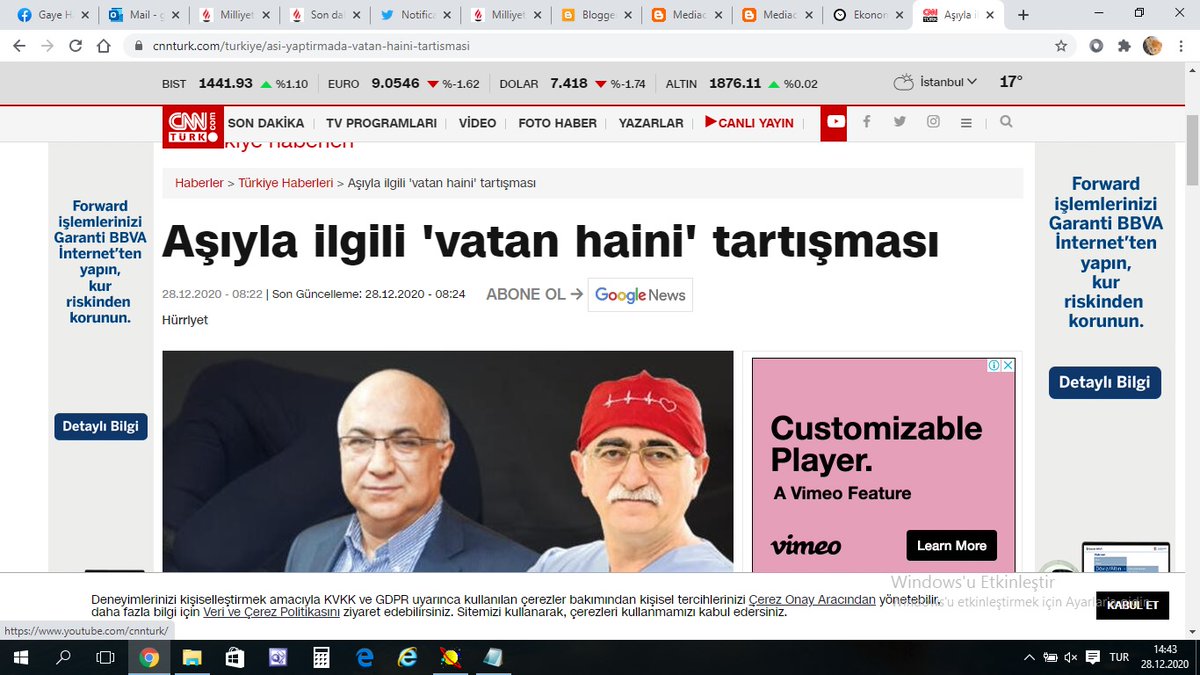 Gaye H
Mail - g
Milliyet
Son da
Notifica
Milliyet
Blogge
Mediac
Mediac
Ekonon
Aşıyla i
cnnturk.com/turkiye/asi-yaptirmada-vatan-haini-tartismasi
BIST 1441.93 %1.10 EURO 9.0546 %-1.62 DOLAR 7.418 %-1.74 ALTIN 1876.11 %0.02 İstanbul 17°
CNN TÜRK .com
SON DAKİKA TV PROGRAMLARI VİDEO FOTO HABER YAZARLAR CANLI YAYIN
kiye haberleri
Haberler > Türkiye Haberleri > Aşıyla ilgili 'vatan haini' tartışması
Aşıyla ilgili 'vatan haini' tartışması
28.12.2020 - 08:22 | Son Güncelleme: 28.12.2020 - 08:24 ABONE OL → Google News
Hürriyet
Forward
işlemlerinizi
Garanti BBVA
İnternet'ten
yapın,
kur
riskinden
korunun.
Detaylı Bilgi
Customizable
Player.
A Vimeo Feature
vimeo
Learn More
Forward
işlemlerinizi
Garanti BBVA
İnternet'ten
yapın,
kur
riskinden
korunun.
Detaylı Bilgi
Windows'u Etkinleştir
Windows'u etkinleştirmek için Ayarlar'a gidin.
Deneyimlerinizi kişiselleştirmek amacıyla KVKK ve GDPR uyarınca kullanılan çerezler bakımından kişisel tercihlerinizi Çerez Onay Aracından yönetebilir,
daha fazla bilgi için Veri ve Çerez Politikasını ziyaret edebilirsiniz. Sitemizi kullanarak, çerezleri kullanmamızı kabul edersiniz.
KABUL ET
https://www.youtube.com/cnnturk/
TUR
14:43
28.12.2020